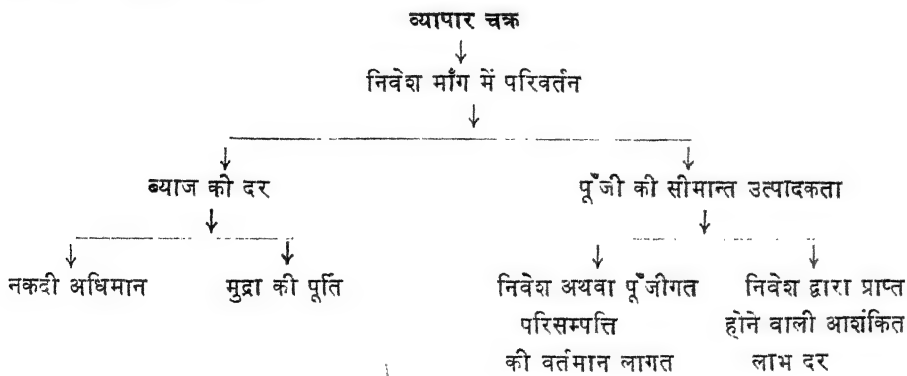 व्यापार चक्र
निवेश माँग में परिवर्तन
ब्याज की दर पूँजी की सीमान्त उत्पादकता
नकदी अधिमान मुद्रा की पूर्ति निवेश अथवा पूँजीगत निवेश द्वारा प्राप्त
परिसम्पत्ति होने वाली आशंकित
की वर्तमान लागत लाभ दर